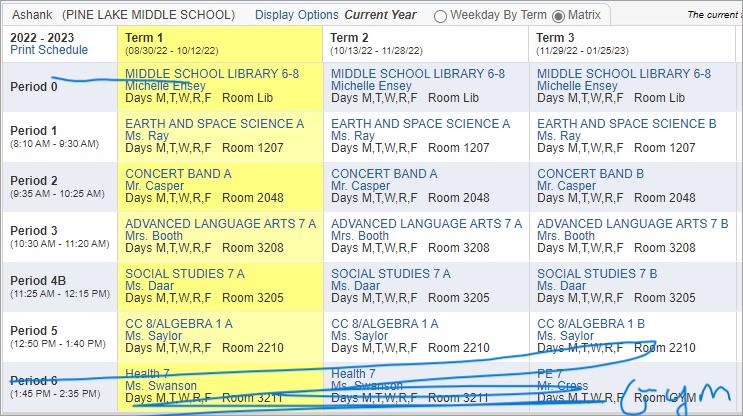 Ashank (PINE LAKE MIDDLE SCHOOL) Display Options Current Year Weekday By Term Matrix The current t
2022 - 2023 Term 1 Term 2 Term 3
Print Schedule (08/30/22 - 10/12/22) (10/13/22 - 11/28/22) (11/29/22 - 01/25/23)
MIDDLE SCHOOL LIBRARY 6-8 MIDDLE SCHOOL LIBRARY 6-8 MIDDLE SCHOOL LIBRARY 6-8
Period 0 Michelle Ensey Michelle Ensey Michelle Ensey
Days M,T,W,R,F Room Lib Days M,T,W,R,F Room Lib Days M,T,W,R,F Room Lib
EARTH AND SPACE SCIENCE A EARTH AND SPACE SCIENCE A EARTH AND SPACE SCIENCE B
Period 1 Ms. Ray Ms. Ray Ms. Ray
(8:10 AM - 9:30 AM) Days M,T,W,R,F Room 1207 Days M,T,W,R,F Room 1207 Days M,T,W,R,F Room 1207
CONCERT BAND A CONCERT BAND A CONCERT BAND B
Period 2 Mr. Casper Mr. Casper Mr. Casper
(9:35 AM - 10:25 AM) Days M,T,W,R,F Room 2048 Days M,T,W,R,F Room 2048 Days M,T,W,R,F Room 2048
ADVANCED LANGUAGE ARTS 7 A ADVANCED LANGUAGE ARTS 7 A ADVANCED LANGUAGE ARTS 7 B
Period 3 Mrs. Booth Mrs. Booth Mrs. Booth
(10:30 AM - 11:20 AM) Days M,T,W,R,F Room 3208 Days M,T,W,R,F Room 3208 Days M,T,W,R,F Room 3208
SOCIAL STUDIES 7 A SOCIAL STUDIES 7 A SOCIAL STUDIES 7 B
Period 4B Ms. Daar Ms. Daar Ms. Daar
(11:25 AM - 12:15 PM) Days M,T,W,R,F Room 3205 Days M,T,W,R,F Room 3205 Days M,T,W,R,F Room 3205
CC 8/ALGEBRA 1 A CC 8/ALGEBRA 1 A CC 8/ALGEBRA 1 B
Period 5 Ms. Saylor Ms. Saylor Ms. Saylor
(12:50 PM - 1:40 PM) Days M,T,W,R,F Room 2210 Days M,T,W,R,F Room 2210 Days M,T,W,R,F Room 2210
Health 7 Health 7 PE 7
Period 6 Ms. Swanson Ms. Swanson Mr. Cross
(1:45 PM - 2:35 PM) Days M,T,W,R,F Room 3211 Days M,T,W,R,F Room 3211 Days M,T,W,R,F Room GYM
Gym